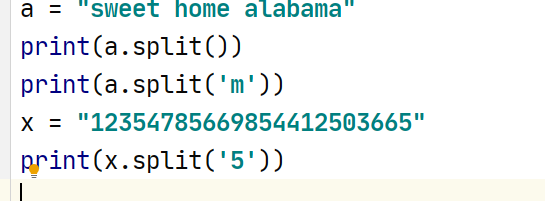 a = "sweet home alabama"
print(a.split())
print(a.split('m'))
x = "12354785669854412503665"
print(x.split('5'))